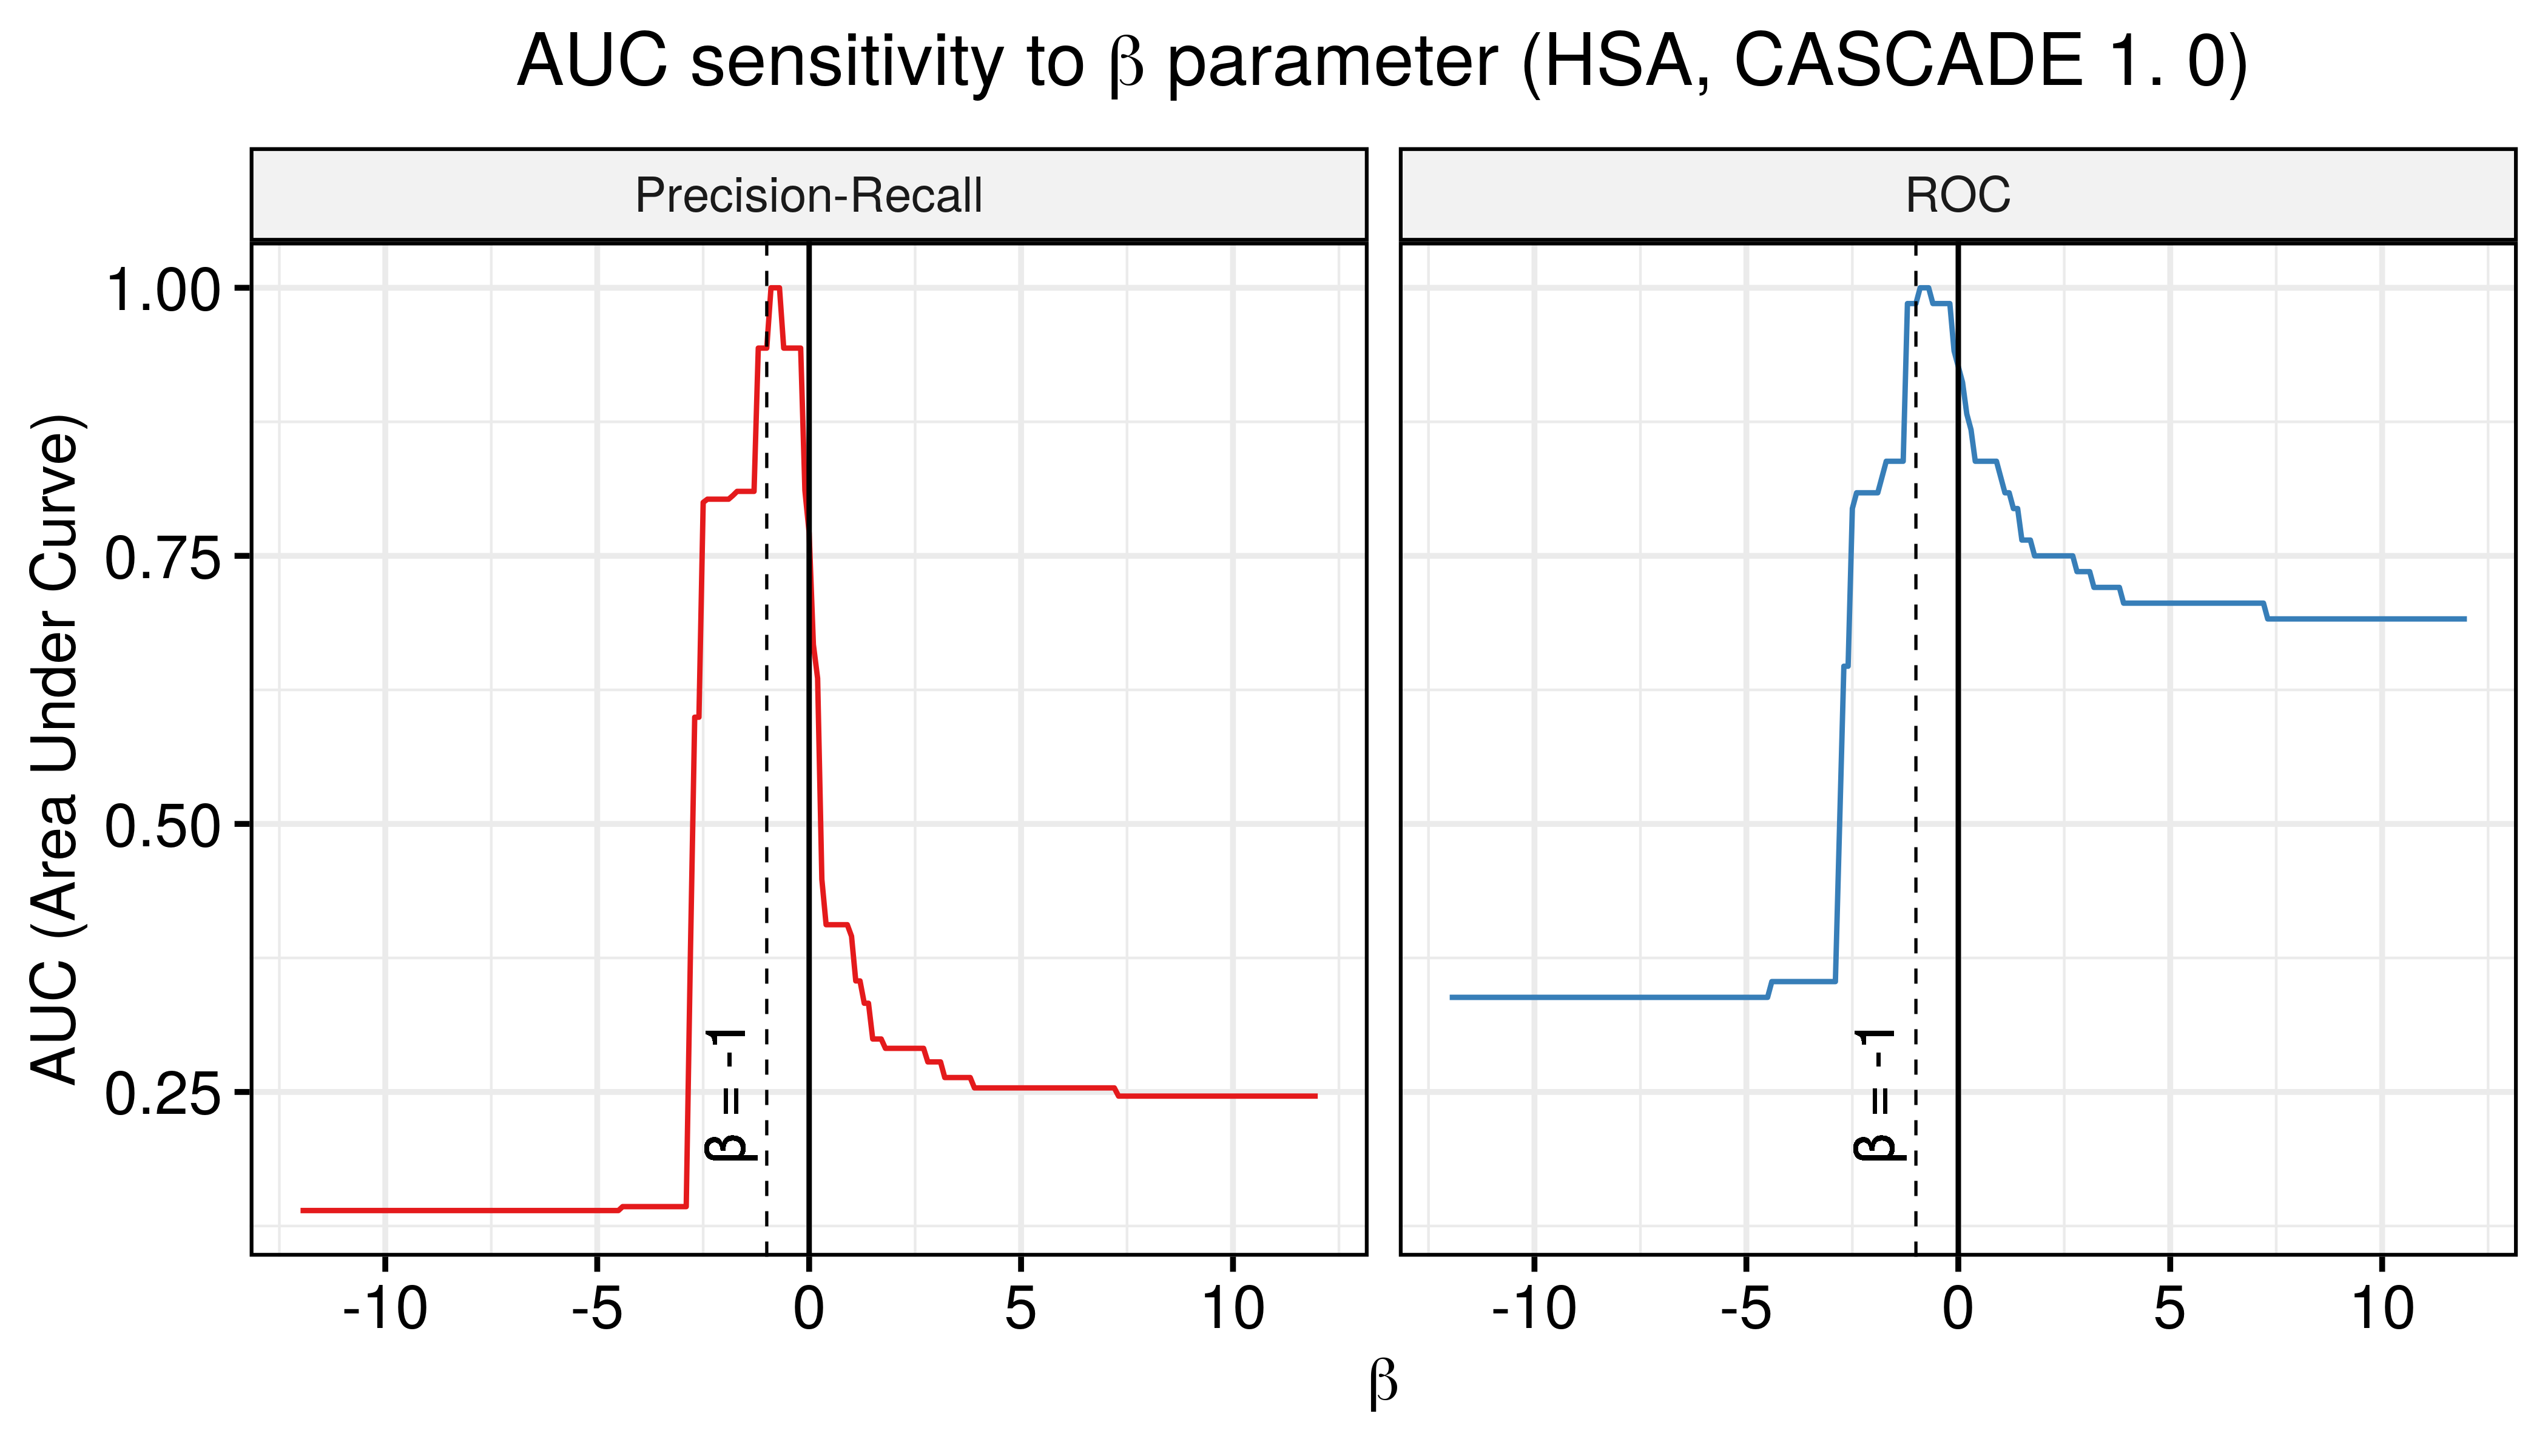 AUC sensitivity to β parameter (HSA, CASCADE 1. 0)
Precision-Recall
ROC
AUC (Area Under Curve)
1.00
0.75
0.50
0.25
β = -1
β = -1
-10 -5 0 5 10
-10 -5 0 5 10
β